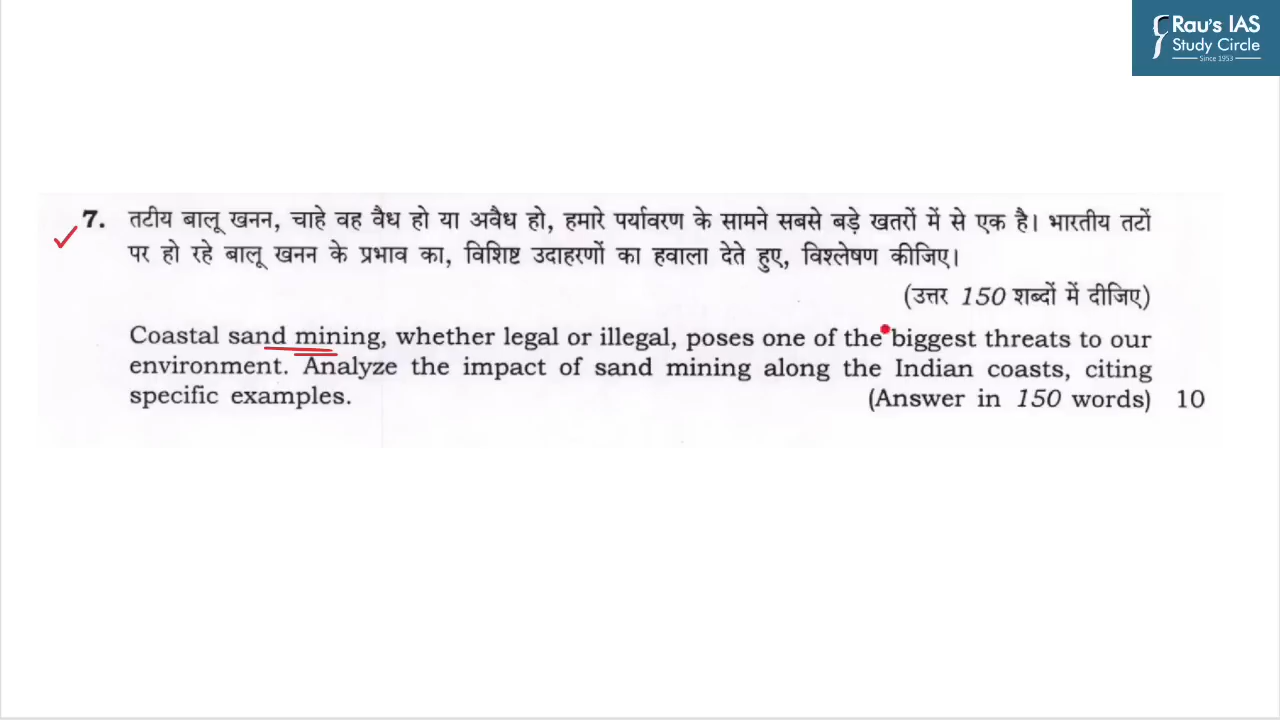 Rau's IAS
Study Circle
Since 1953
7. तटीय बालू खनन, चाहे वह वैध हो या अवैध हो, हमारे पर्यावरण के सामने सबसे बड़े खतरों में से एक है। भारतीय तटों
पर हो रहे बालू खनन के प्रभाव का, विशिष्ट उदाहरणों का हवाला देते हुए, विश्लेषण कीजिए।
(उत्तर 150 शब्दों में दीजिए)
Coastal sand mining, whether legal or illegal, poses one of the biggest threats to our
environment. Analyze the impact of sand mining along the Indian coasts, citing
specific examples. (Answer in 150 words) 10